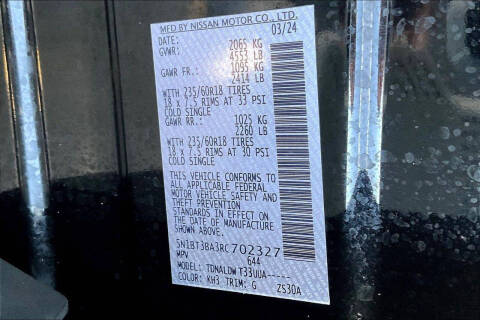 MFD BY NISSAN MOTOR CO., LTD.
DATE: 03/24
GVWR: 2065 KG
4553 LB
GAWR FR.: 1095 KG
2414 LB
WITH 235/60R18 TIRES
18 x 7.5 RIMS AT 33 PSI
COLD SINGLE
GAWR RR.: 1025 KG
2260 LB
WITH 235/60R18 TIRES
18 x 7.5 RIMS AT 30 PSI
COLD SINGLE
THIS VEHICLE CONFORMS TO
ALL APPLICABLE FEDERAL
MOTOR VEHICLE SAFETY AND
THEFT PREVENTION
STANDARDS IN EFFECT ON
THE DATE OF MANUFACTURE
SHOWN ABOVE.
5N1BT3BA3RC702327
MPV 644
MODEL: TDNALDW T33UUA-----
COLOR: KH3 TRIM: G ZS30A